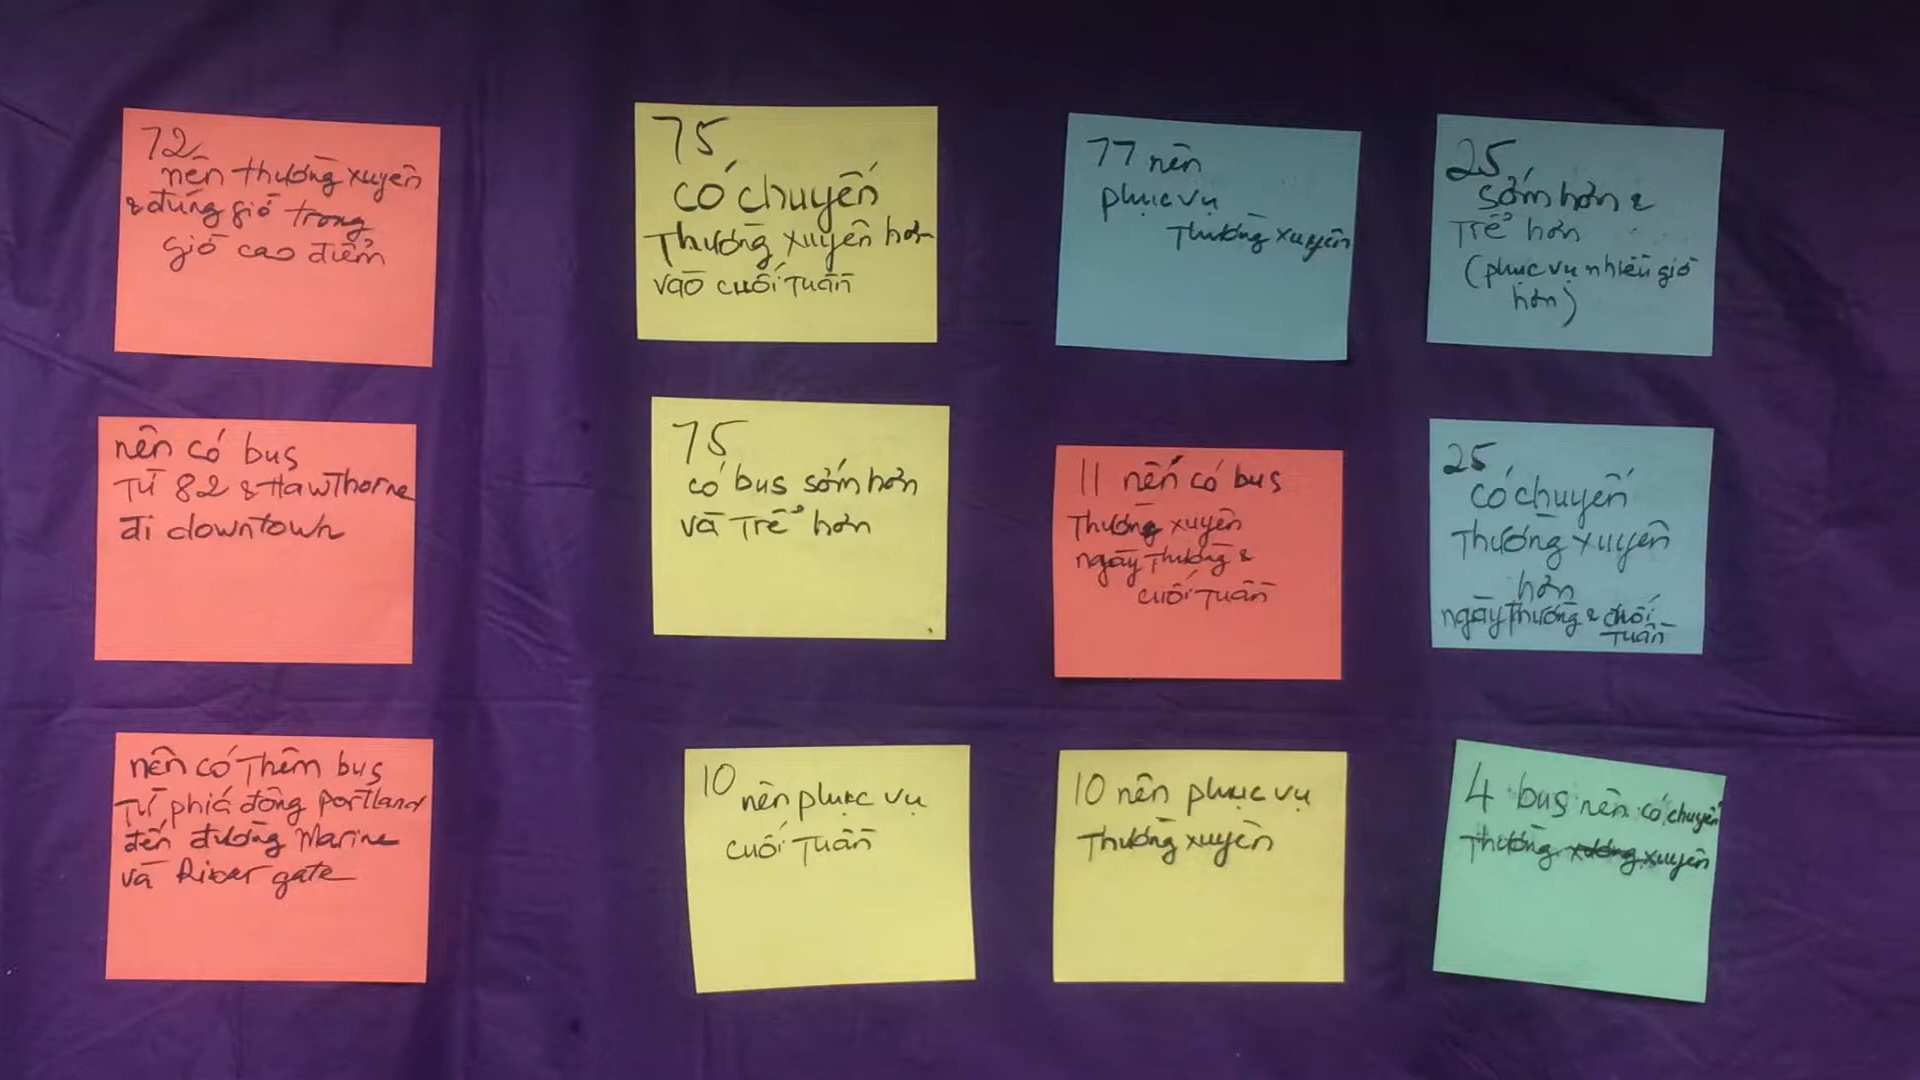 72
nên thường xuyên
& đúng giờ trong
giờ cao điểm
75
có chuyến
thường xuyên hơn
vào cuối tuần
77 nên
phục vụ
thường xuyên
25
sớm hơn &
trễ hơn
(phục vụ nhiều giờ
hơn)
nên có bus
từ 82 & Hawthorne
đi downtown
75
có bus sớm hơn
và trễ hơn
11 nên có bus
thường xuyên
ngày thường &
cuối tuần
25
có chuyến
thường xuyên
hơn
ngày thường & cuối
tuần
nên có thêm bus
từ phiá đông portland
đến đường Marine
và River gate
10
nên phục vụ
cuối tuần
10 nên phục vụ
thường xuyên
4 bus nên có chuyến
thường xuyên